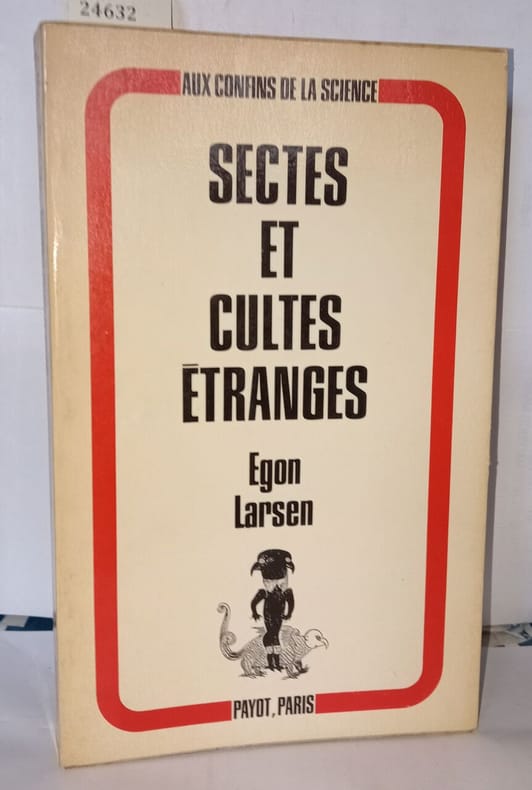 24632
AUX CONFINS DE LA SCIENCE
SECTES
ET
CULTES
ÉTRANGES
Egon
Larsen
PAYOT, PARIS